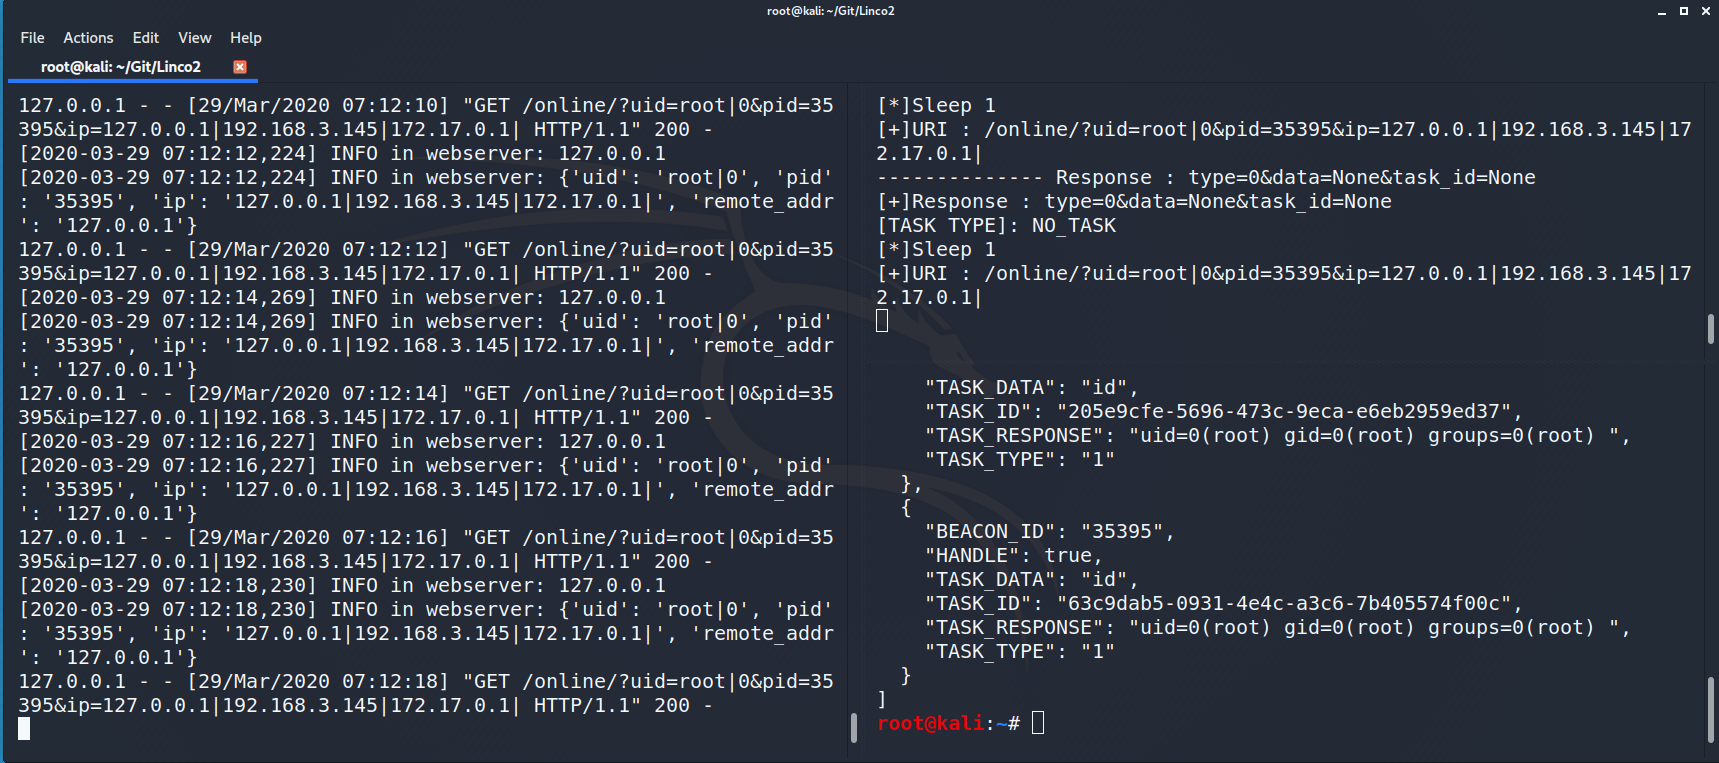 root@kali: ~/Git/Linco2
File Actions Edit View Help
root@kali: ~/Git/Linco2
127.0.0.1 - - [29/Mar/2020 07:12:10] "GET /online/?uid=root|0&pid=35
395&ip=127.0.0.1|192.168.3.145|172.17.0.1| HTTP/1.1" 200 -
[2020-03-29 07:12:12,224] INFO in webserver: 127.0.0.1
[2020-03-29 07:12:12,224] INFO in webserver: {'uid': 'root|0', 'pid'
: '35395', 'ip': '127.0.0.1|192.168.3.145|172.17.0.1|', 'remote_addr
': '127.0.0.1'}
127.0.0.1 - - [29/Mar/2020 07:12:12] "GET /online/?uid=root|0&pid=35
395&ip=127.0.0.1|192.168.3.145|172.17.0.1| HTTP/1.1" 200 -
[2020-03-29 07:12:14,269] INFO in webserver: 127.0.0.1
[2020-03-29 07:12:14,269] INFO in webserver: {'uid': 'root|0', 'pid'
: '35395', 'ip': '127.0.0.1|192.168.3.145|172.17.0.1|', 'remote_addr
': '127.0.0.1'}
127.0.0.1 - - [29/Mar/2020 07:12:14] "GET /online/?uid=root|0&pid=35
395&ip=127.0.0.1|192.168.3.145|172.17.0.1| HTTP/1.1" 200 -
[2020-03-29 07:12:16,227] INFO in webserver: 127.0.0.1
[2020-03-29 07:12:16,227] INFO in webserver: {'uid': 'root|0', 'pid'
: '35395', 'ip': '127.0.0.1|192.168.3.145|172.17.0.1|', 'remote_addr
': '127.0.0.1'}
127.0.0.1 - - [29/Mar/2020 07:12:16] "GET /online/?uid=root|0&pid=35
395&ip=127.0.0.1|192.168.3.145|172.17.0.1| HTTP/1.1" 200 -
[2020-03-29 07:12:18,230] INFO in webserver: 127.0.0.1
[2020-03-29 07:12:18,230] INFO in webserver: {'uid': 'root|0', 'pid'
: '35395', 'ip': '127.0.0.1|192.168.3.145|172.17.0.1|', 'remote_addr
': '127.0.0.1'}
127.0.0.1 - - [29/Mar/2020 07:12:18] "GET /online/?uid=root|0&pid=35
395&ip=127.0.0.1|192.168.3.145|172.17.0.1| HTTP/1.1" 200 -
[*]Sleep 1
[+]URI : /online/?uid=root|0&pid=35395&ip=127.0.0.1|192.168.3.145|17
2.17.0.1|
-------------- Response : type=0&data=None&task_id=None
[+]Response : type=0&data=None&task_id=None
[TASK TYPE]: NO_TASK
[*]Sleep 1
[+]URI : /online/?uid=root|0&pid=35395&ip=127.0.0.1|192.168.3.145|17
2.17.0.1|
"TASK_DATA": "id",
"TASK_ID": "205e9cfe-5696-473c-9eca-e6eb2959ed37",
"TASK_RESPONSE": "uid=0(root) gid=0(root) groups=0(root) ",
"TASK_TYPE": "1"
},
{
"BEACON_ID": "35395",
"HANDLE": true,
"TASK_DATA": "id",
"TASK_ID": "63c9dab5-0931-4e4c-a3c6-7b405574f00c",
"TASK_RESPONSE": "uid=0(root) gid=0(root) groups=0(root) ",
"TASK_TYPE": "1"
}
]
root@kali:~#